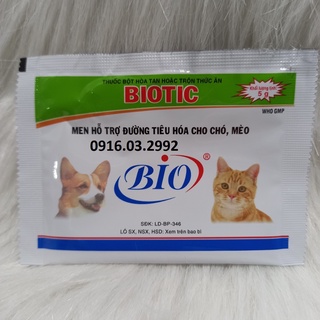 THUỐC BỘT HÒA TAN HOẶC TRỘN THỨC ĂN
BIOTIC
Khối lượng tịnh:
5 g
WHO GMP
MEN HỖ TRỢ ĐƯỜNG TIÊU HÓA CHO CHÓ, MÈO
0916.03.2992
BIO®
SĐK: LD-BP-346
LÔ SX, NSX, HSD: Xem trên bao bì